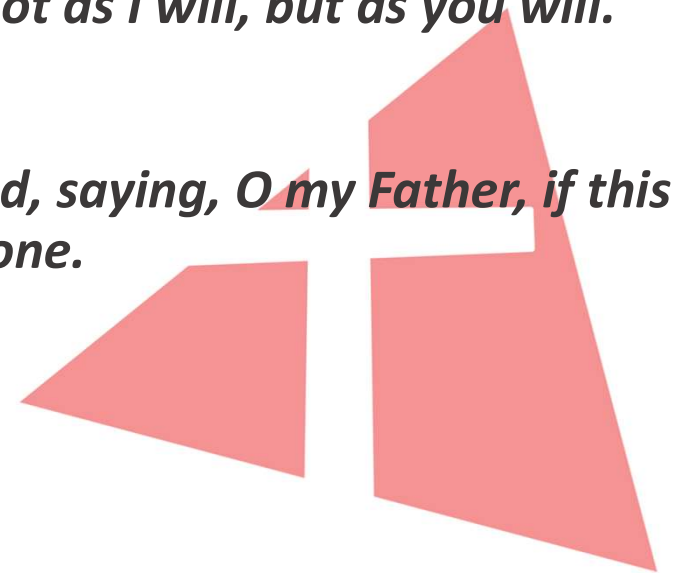 ot as I will, but as you will.
d, saying, O my Father, if this
one.